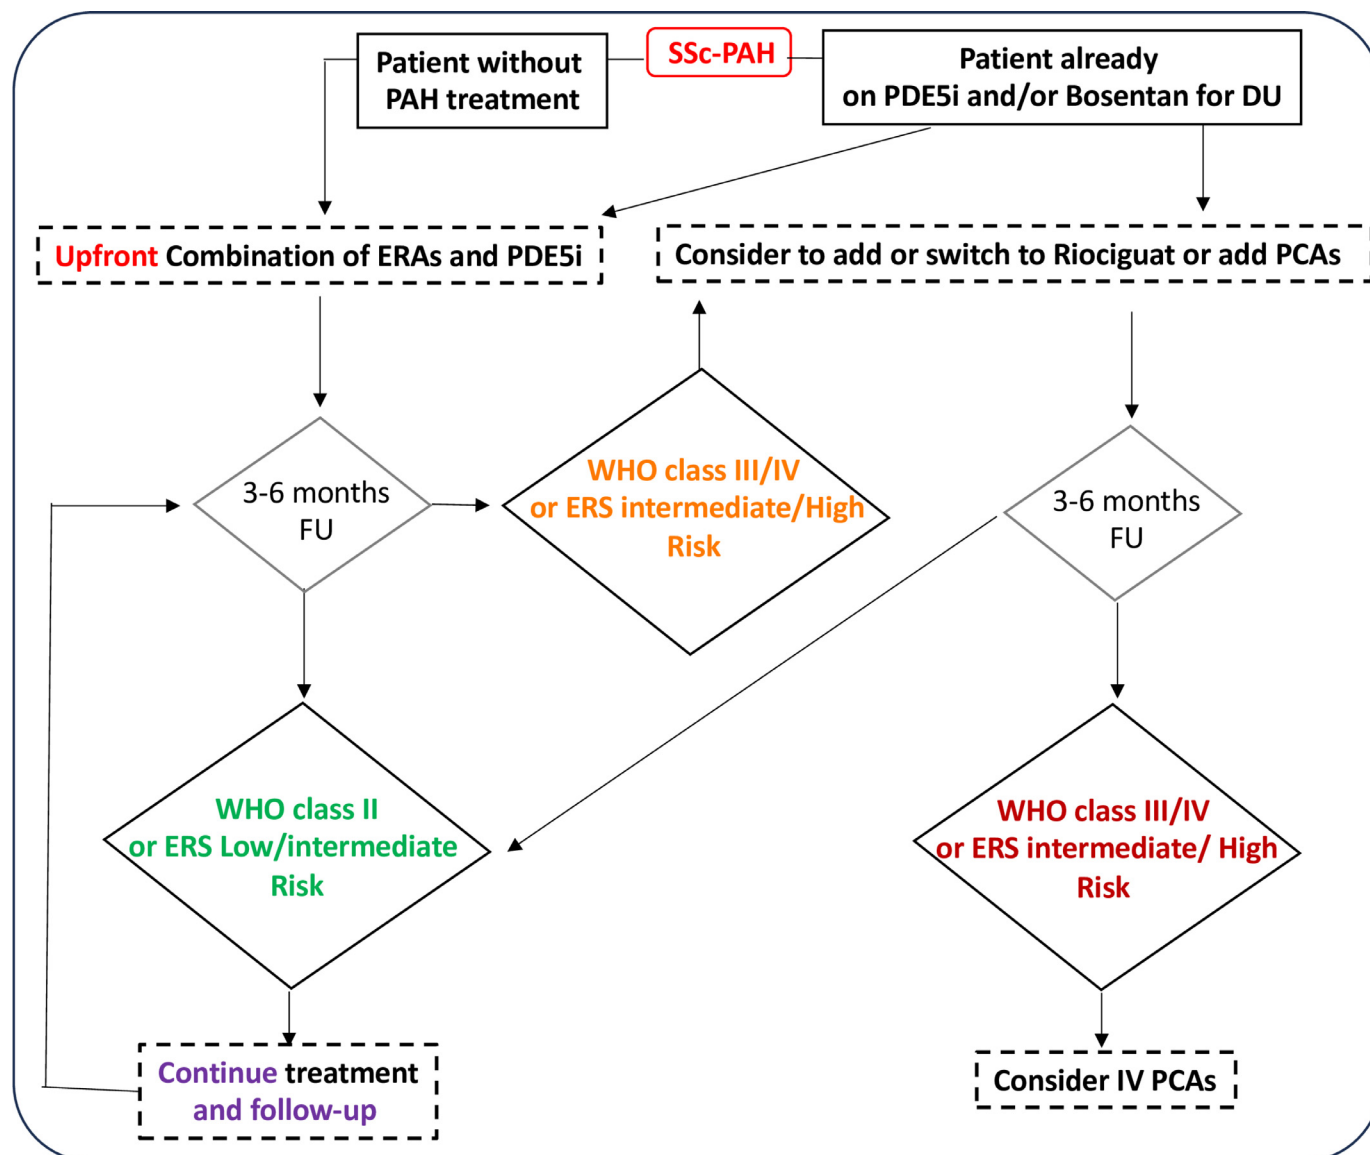 SSc-PAH
Patient without
PAH treatment
Patient already
on PDE5i and/or Bosentan for DU
Upfront Combination of ERAs and PDE5i
Consider to add or switch to Riociguat or add PCAs
3-6 months
FU
WHO class III/IV
or ERS intermediate/High
Risk
3-6 months
FU
WHO class II
or ERS Low/intermediate
Risk
WHO class III/IV
or ERS intermediate/ High
Risk
Continue treatment
and follow-up
Consider IV PCAs